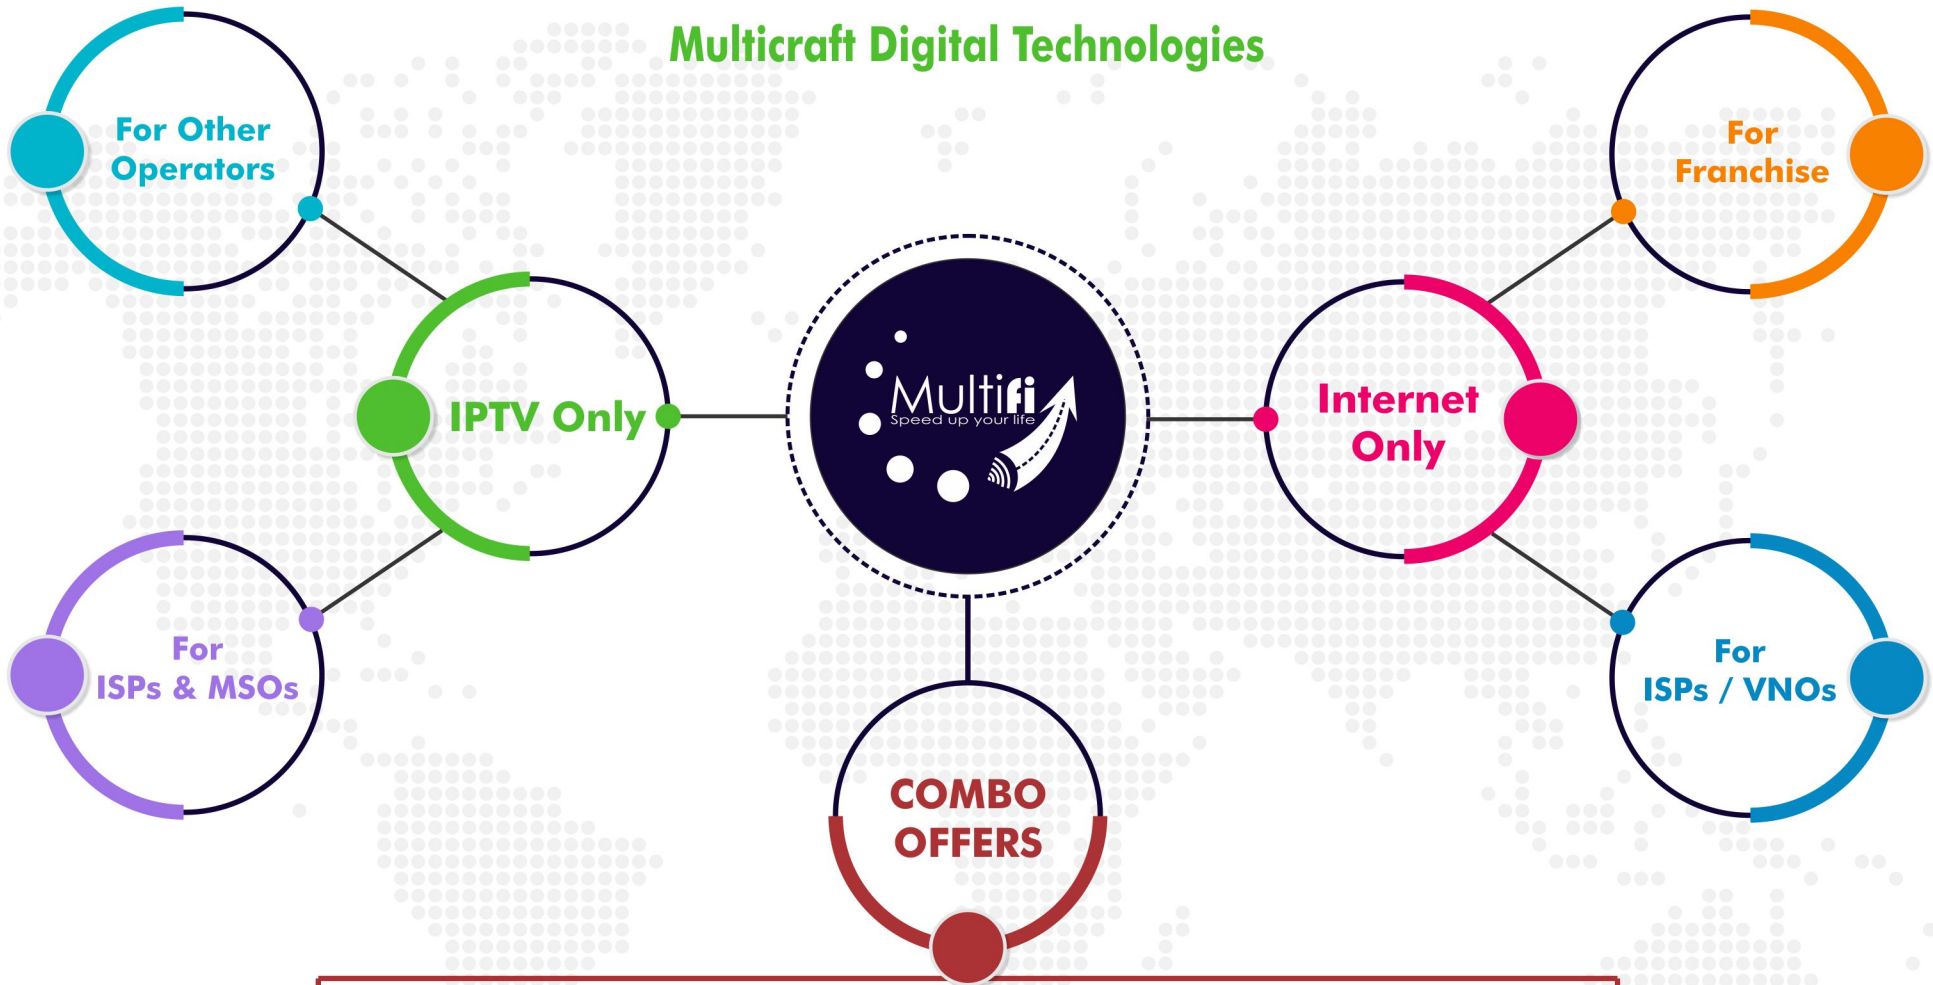 Multicraft Digital Technologies
For Other
Operators
For
Franchise
Multifi
Speed up your life
IPTV Only
Internet
Only
For
ISPs & MSOs
For
ISPs / VNOs
COMBO
OFFERS